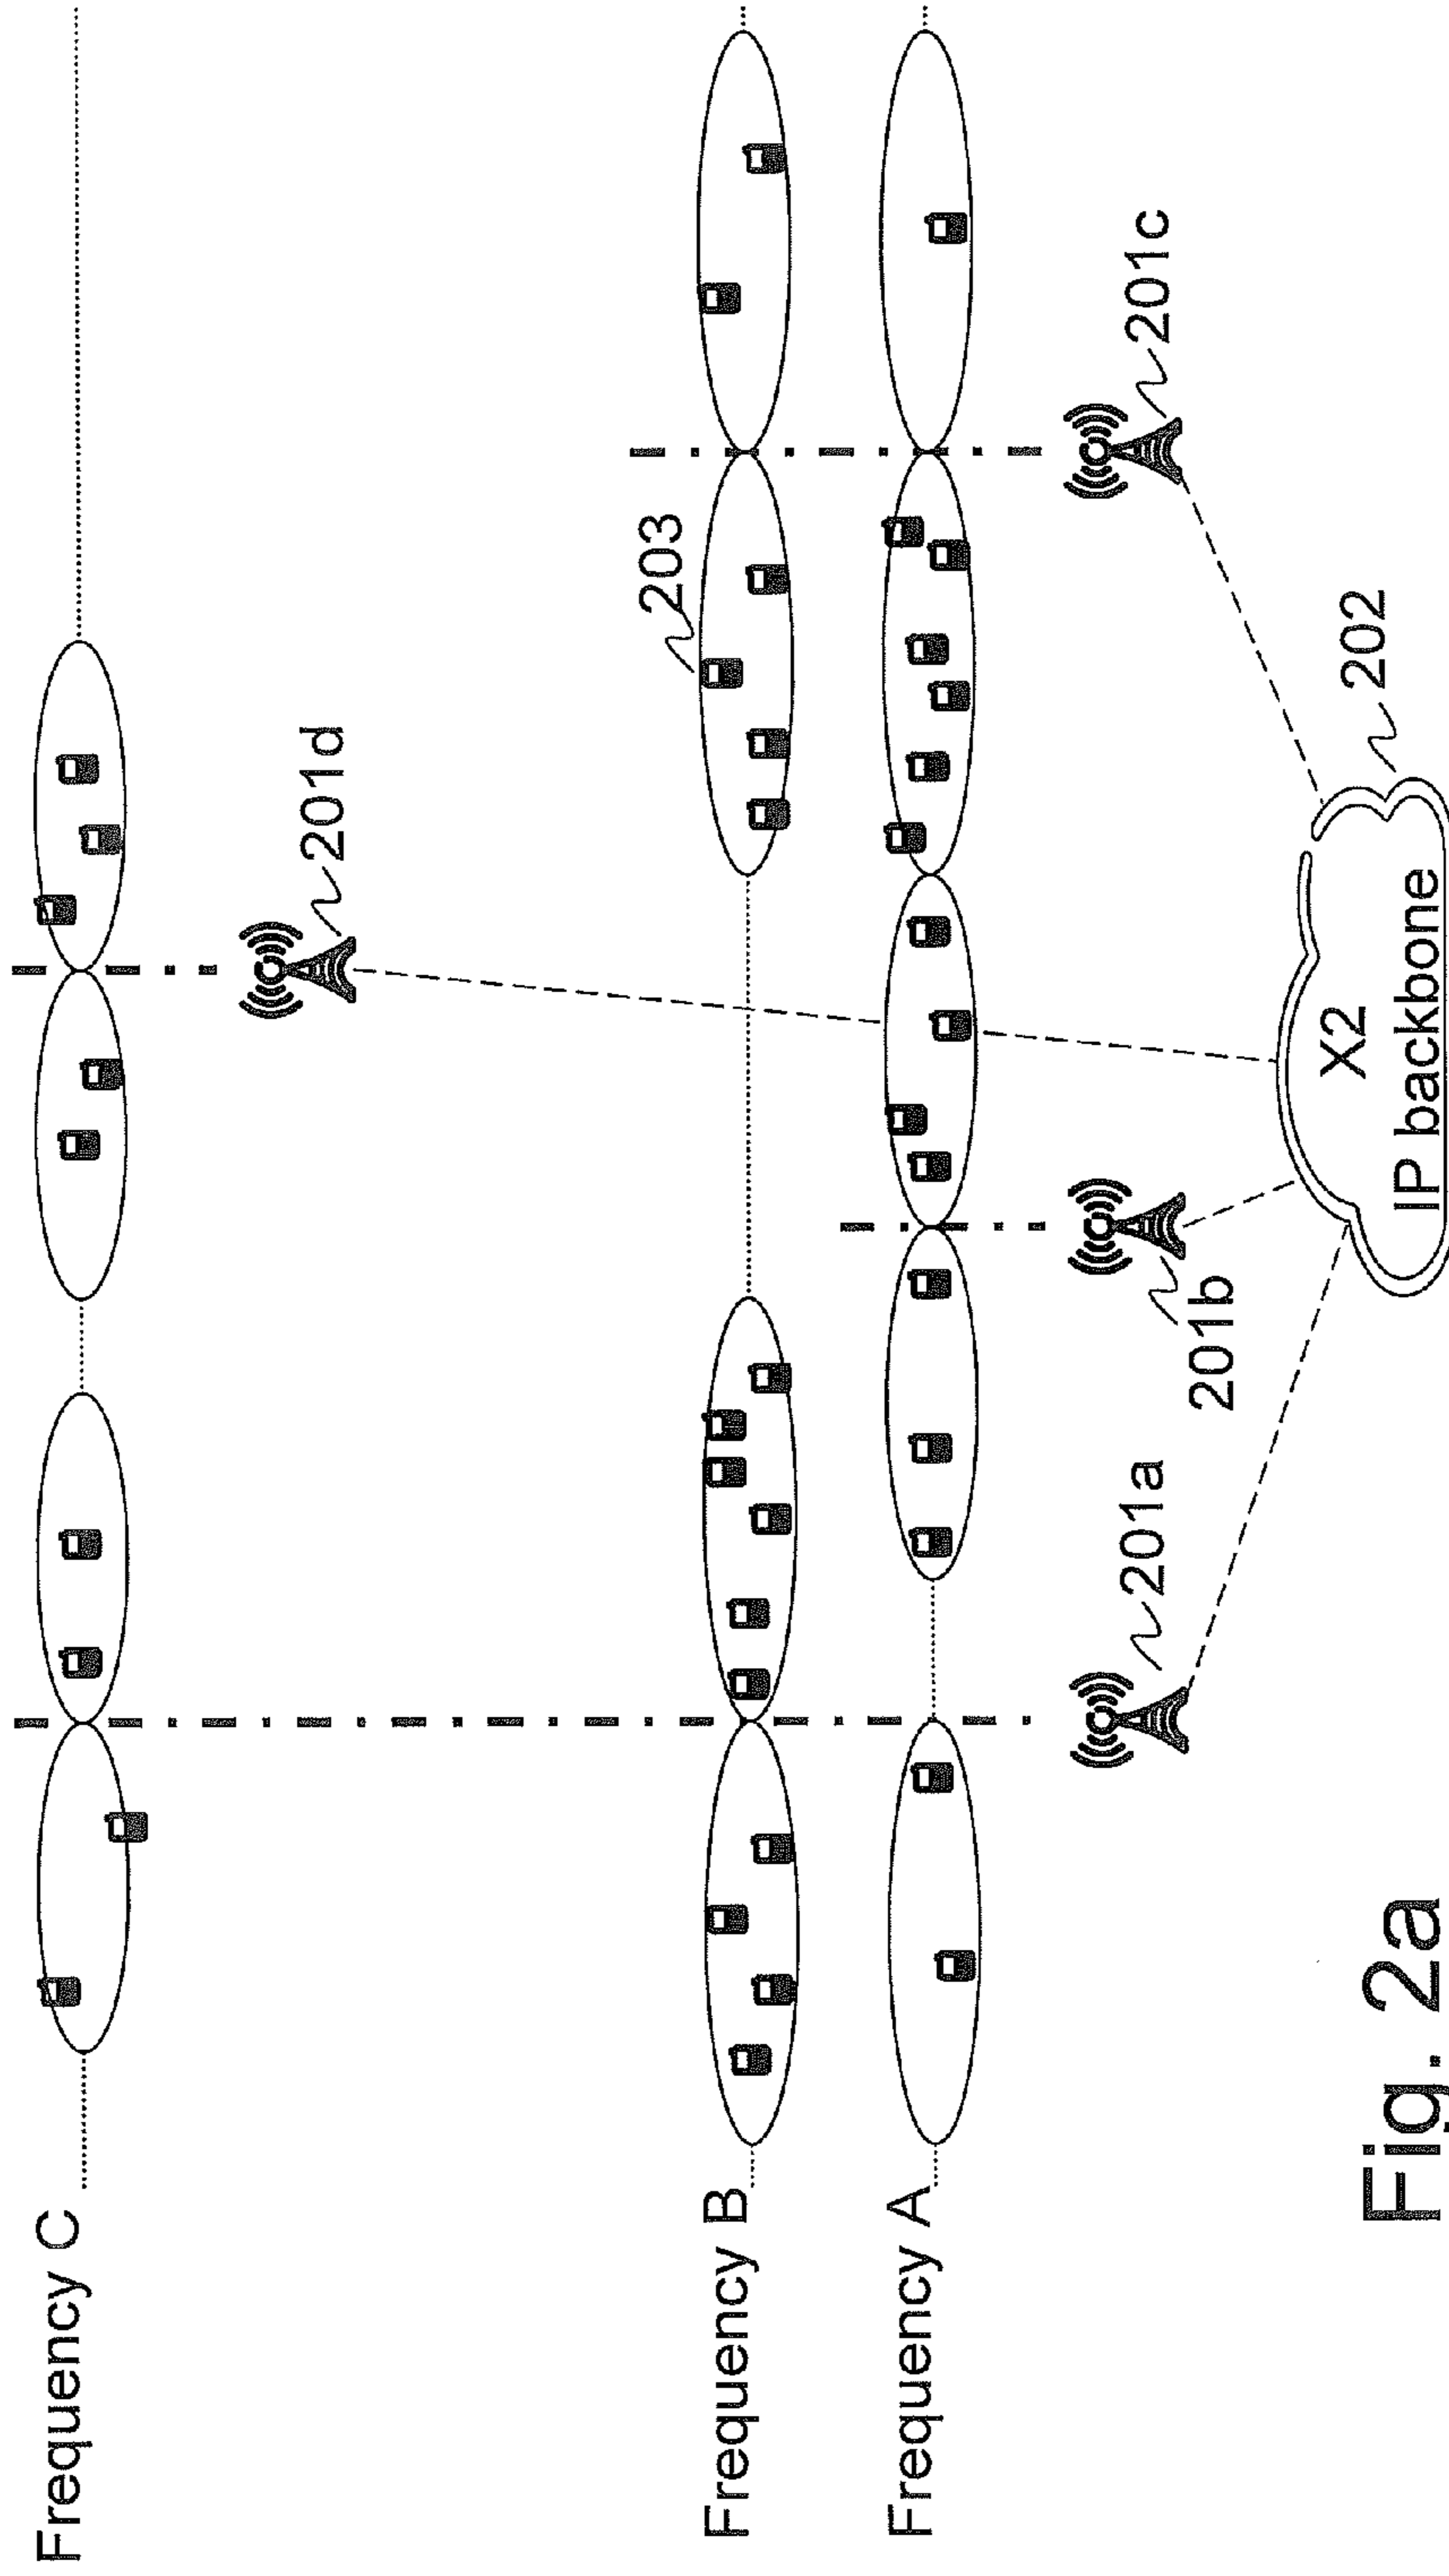 Frequency C
201d
Frequency B
203
Frequency A
201a
201b
201c
X2
IP backbone
202
Fig. 2a